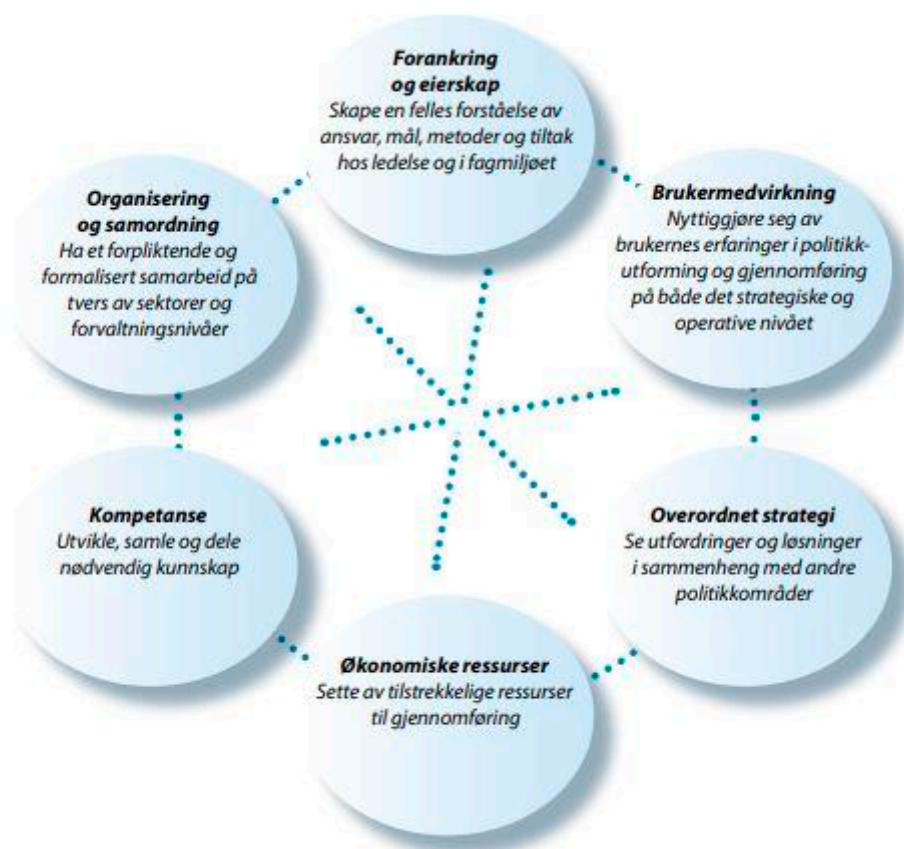 Forankring
og eierskap
Skape en felles forståelse av
ansvar, mål, metoder og tiltak
hos ledelse og i fagmiljøet
Brukermedvirkning
Nyttiggjøre seg av
brukernes erfaringer i politikk-
utforming og gjennomføring
på både det strategiske og
operative nivået
Overordnet strategi
Se utfordringer og løsninger
i sammenheng med andre
politikkområder
Økonomiske ressurser
Sette av tilstrekkelige ressurser
til gjennomføring
Kompetanse
Utvikle, samle og dele
nødvendig kunnskap
Organisering
og samordning
Ha et forpliktende og
formalisert samarbeid på
tvers av sektorer og
forvaltningsnivåer